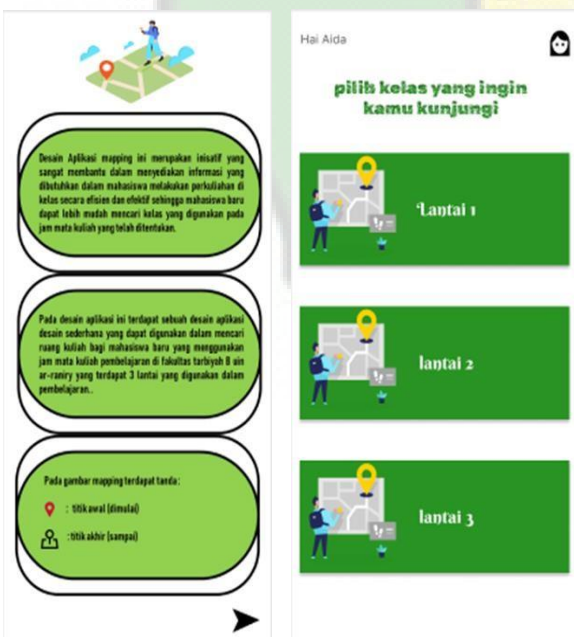 Desain Aplikasi mapping ini merupakan inisatif yang
sangat membantu dalam menyediakan informasi yang
dibutuhkan dalam mahasiswa melakukan perkuliahan di
kelas secara efisien dan efektif sehingga mahasiswa baru
dapat lebih mudah mencari kelas yang digunakan pada
jam mata kuliah yang telah ditentukan.
Pada desain aplikasi ini terdapat sebuah desain aplikasi
desain sederhana yang dapat digunakan dalam mencari
ruang kuliah bagi mahasiswa baru yang menggunakan
jam mata kuliah pembelajaran di fakultas tarbiyah B uin
ar-raniry yang terdapat 3 lantai yang digunakan dalam
pembelajaran..
Pada gambar mapping terdapat tanda :
: titik awal (dimulai)
: titik akhir (sampai)
Hai Aida
pilih kelas yang ingin
kamu kunjungi
Lantai 1
lantai 2
lantai 3